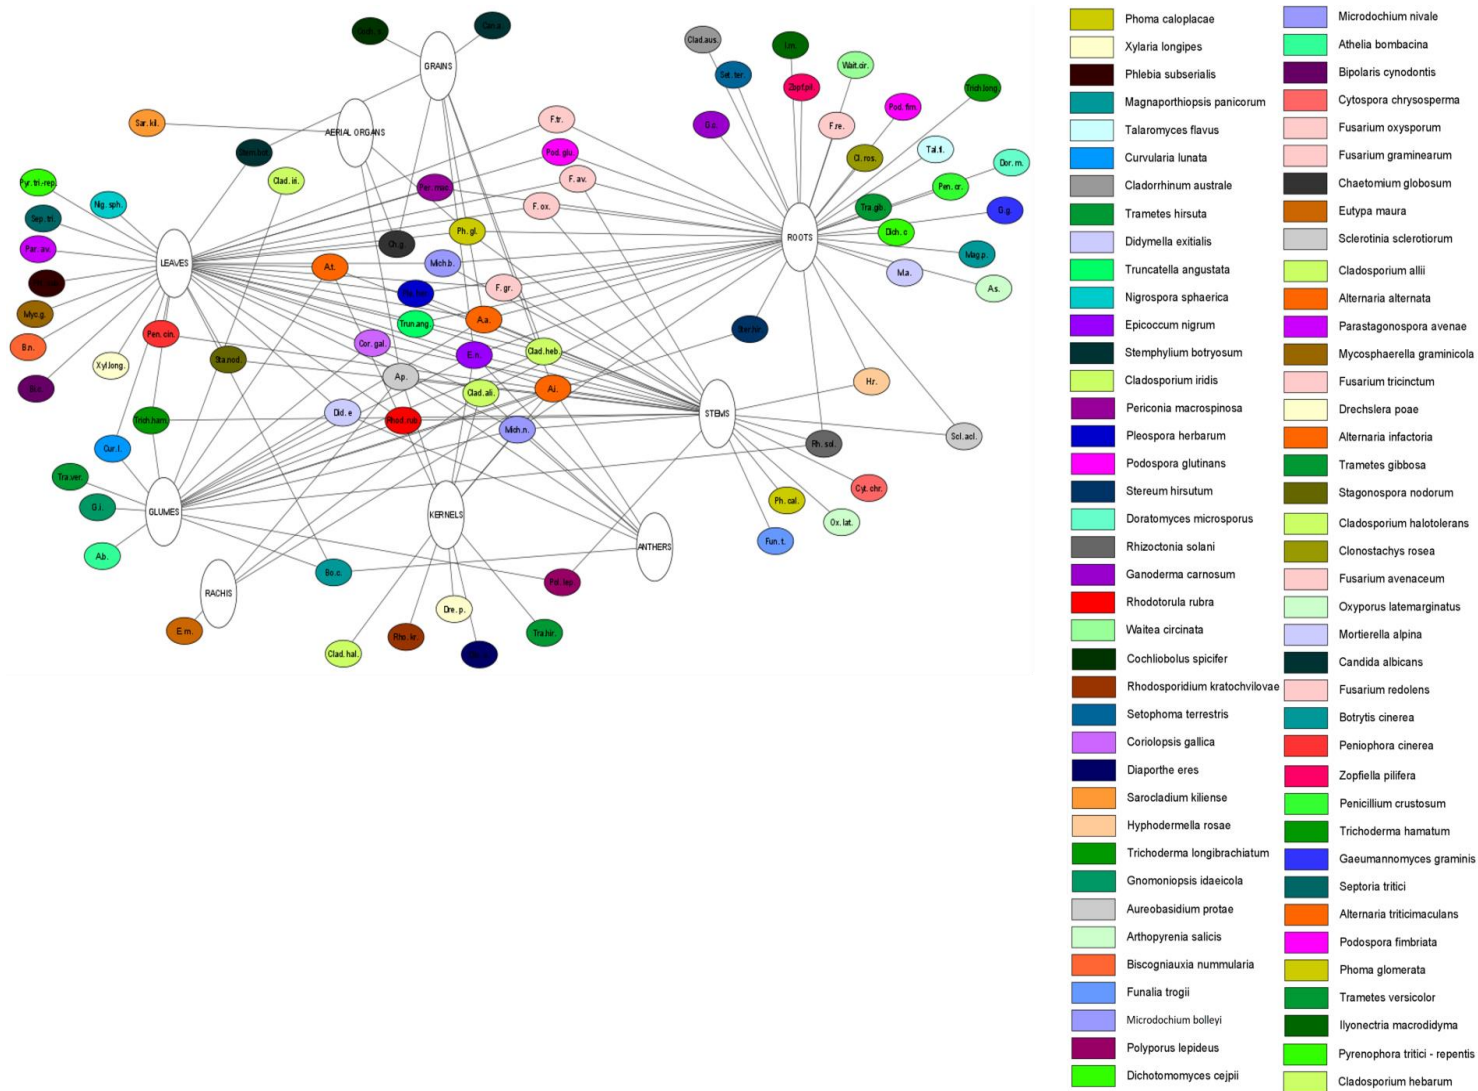 GRAINS
AERIAL ORGANS
Sar. kil.
Clad. iri.
Pyr. tri.-rep.
Nig. sph.
Sep. tri.
Par. av.
LEAVES
Myc.g.
B.n.
Xyl.long.
Pen. cin.
Sta.nod.
Trich.ham.
Cur. l.
Tra.ver.
G.i.
GLUMES
A.b.
RACHIS
E. m.
Bo. c.
Clad. hal.
Rho. kr.
Dre. p.
Tra.hir.
Pol. lep.
KERNELS
ANTHERS
F.tr.
Pod. glu.
F. av.
F. ox.
Per. mac.
Ph. gl.
Ch.g.
A.t.
Mich.b.
F. gr.
Trun.ang.
A.a.
Cor. gal.
E. n.
Clad. heb.
A.p.
Clad. ali.
A.i.
Did. e
Rhod. rub.
Mich.n.
Clad.aus.
Set. ter.
I.m.
Zopf.pil.
Wait.cir.
G.c.
F.re.
Pod. fim.
Trich.long.
Cl. ros.
Tal.fl.
Dor. m.
Pen. cr.
Tra.gib.
G.g.
Dich. c
ROOTS
Mag.p.
M.a.
A.s.
Ster.hir.
H.r.
STEMS
Rh. sol.
Scl. scl.
Cyt. chr.
Ph. cal.
Ox. lat.
Fun. t.
Phoma caloplacae
Xylaria longipes
Phlebia subserialis
Magnaporthiopsis panicorum
Talaromyces flavus
Curvularia lunata
Cladorrhinum australe
Trametes hirsuta
Didymella exitialis
Truncatella angustata
Nigrospora sphaerica
Epicoccum nigrum
Stemphylium botryosum
Cladosporium iridis
Periconia macrospinosa
Pleospora herbarum
Podospora glutinans
Stereum hirsutum
Doratomyces microsporus
Rhizoctonia solani
Ganoderma carnosum
Rhodotorula rubra
Waitea circinata
Cochliobolus spicifer
Rhodosporidium kratochvilovae
Setophoma terrestris
Coriolopsis gallica
Diaporthe eres
Sarocladium kiliense
Hyphodermella rosae
Trichoderma longibrachiatum
Gnomoniopsis idaeicola
Aureobasidium protae
Arthopyrenia salicis
Biscogniauxia nummularia
Funalia trogii
Microdochium bolleyi
Polyporus lepideus
Dichotomomyces cejpii
Microdochium nivale
Athelia bombacina
Bipolaris cynodontis
Cytospora chrysosperma
Fusarium oxysporum
Fusarium graminearum
Chaetomium globosum
Eutypa maura
Sclerotinia sclerotiorum
Cladosporium allii
Alternaria alternata
Parastagonospora avenae
Mycosphaerella graminicola
Fusarium tricinctum
Drechslera poae
Alternaria infactoria
Trametes gibbosa
Stagonospora nodorum
Cladosporium halotolerans
Clonostachys rosea
Fusarium avenaceum
Oxyporus latemarginatus
Mortierella alpina
Candida albicans
Fusarium redolens
Botrytis cinerea
Peniophora cinerea
Zopfiella pilifera
Penicillium crustosum
Trichoderma hamatum
Gaeumannomyces graminis
Septoria tritici
Alternaria triticimaculans
Podospora fimbriata
Phoma glomerata
Trametes versicolor
Ilyonectria macrodidyma
Pyrenophora tritici - repentis
Cladosporium hebarum